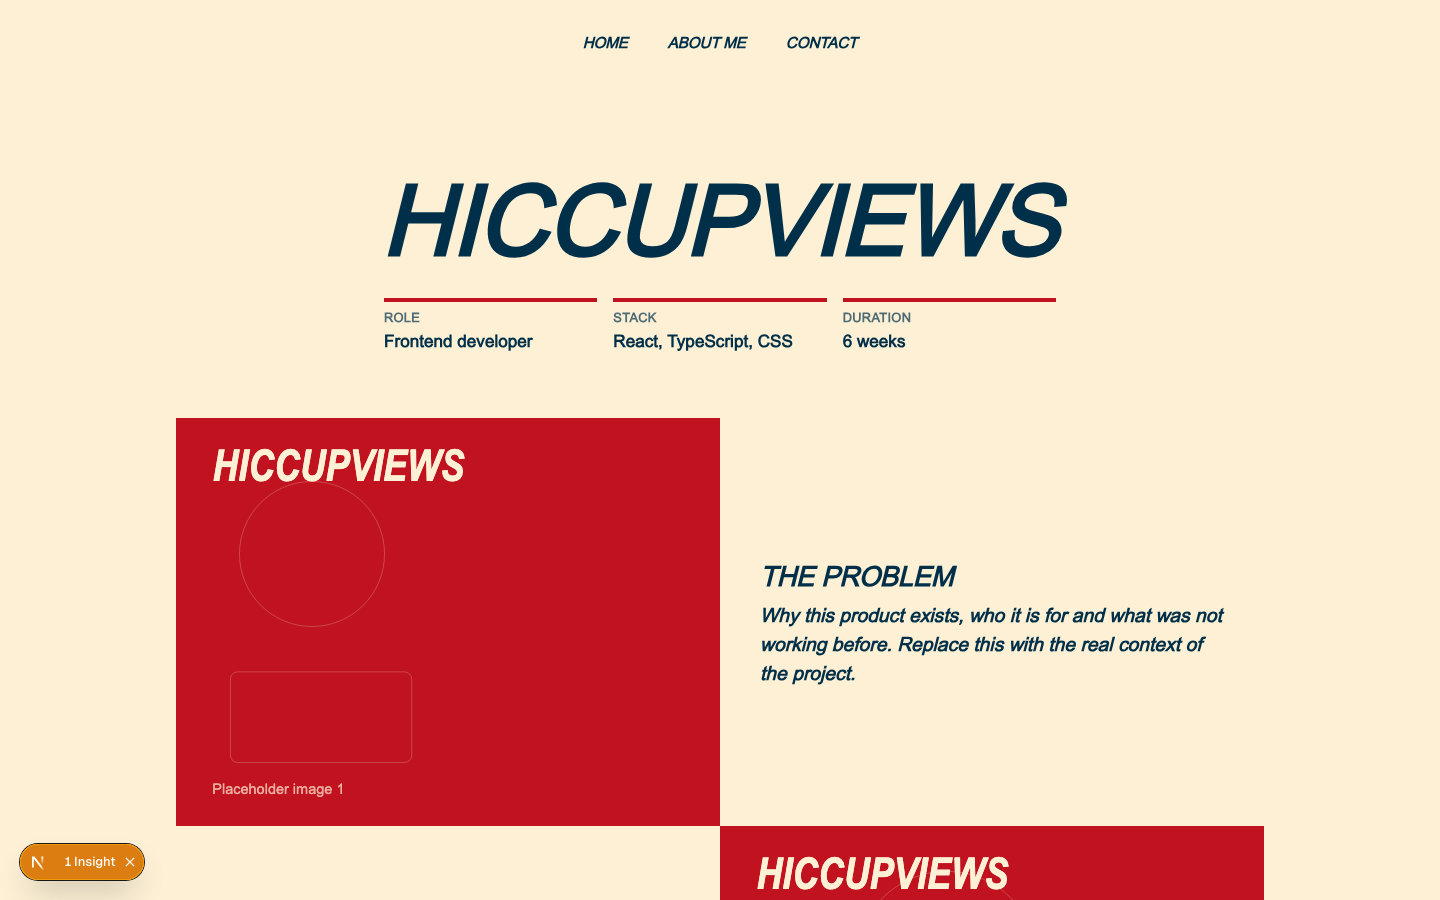 HOME ABOUT ME CONTACT
HICCUPVIEWS
ROLE STACK DURATION
Frontend developer React, TypeScript, CSS 6 weeks
HICCUPVIEWS
THE PROBLEM
Why this product exists, who it is for and what was not
working before. Replace this with the real context of
the project.
Placeholder image 1
HICCUPVIEWS
N 1 Insight